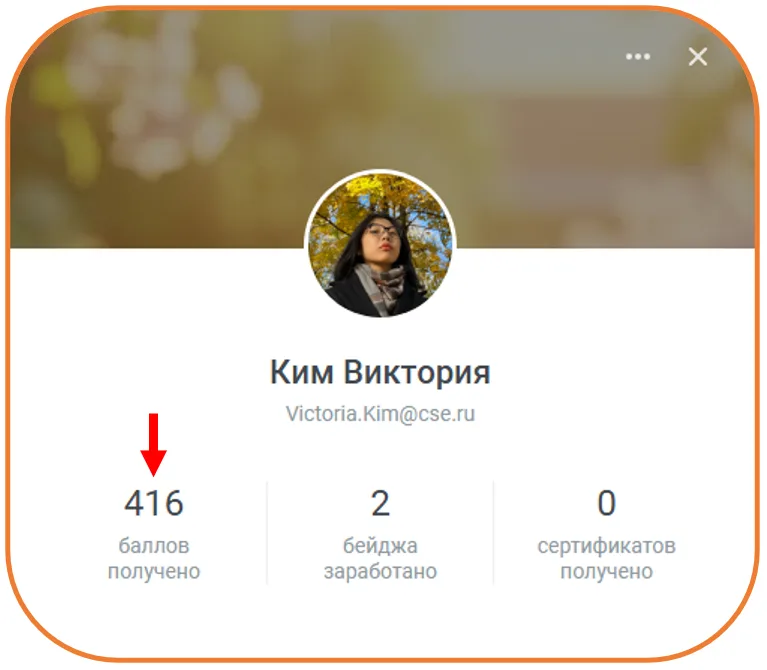 Ким Виктория
Victoria.Kim@cse.ru
416
баллов
получено
2
бейджа
заработано
0
сертификатов
получено